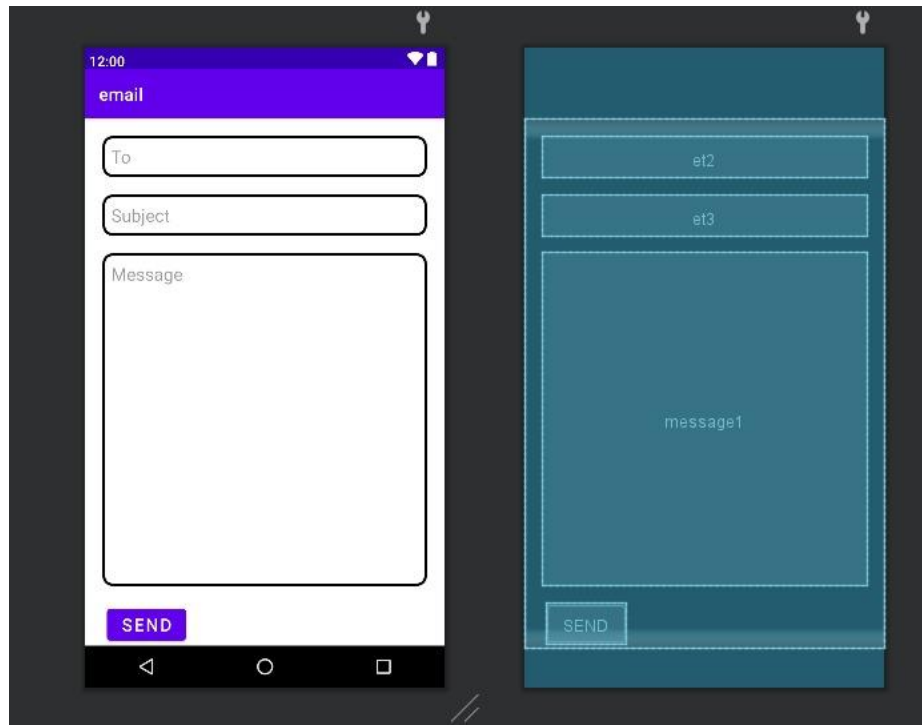 12:00
email
To
Subject
Message
SEND
et2
et3
message1
SEND